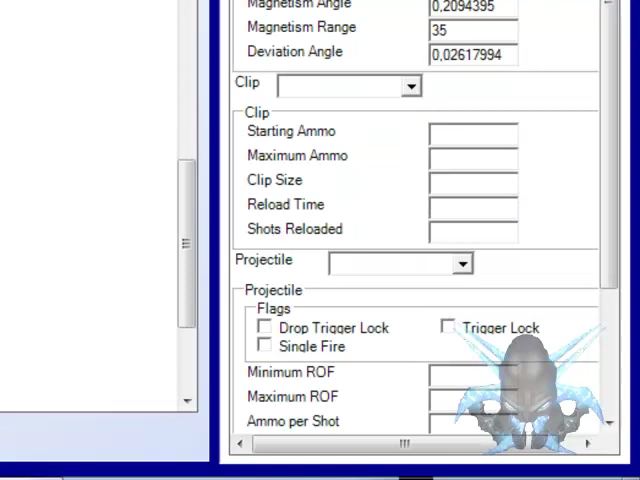 Magnetism Angle 0,2094395
Magnetism Range 35
Deviation Angle 0,02617994
Clip
Clip
Starting Ammo
Maximum Ammo
Clip Size
Reload Time
Shots Reloaded
Projectile
Projectile
Flags
Drop Trigger Lock Trigger Lock
Single Fire
Minimum ROF
Maximum ROF
Ammo per Shot